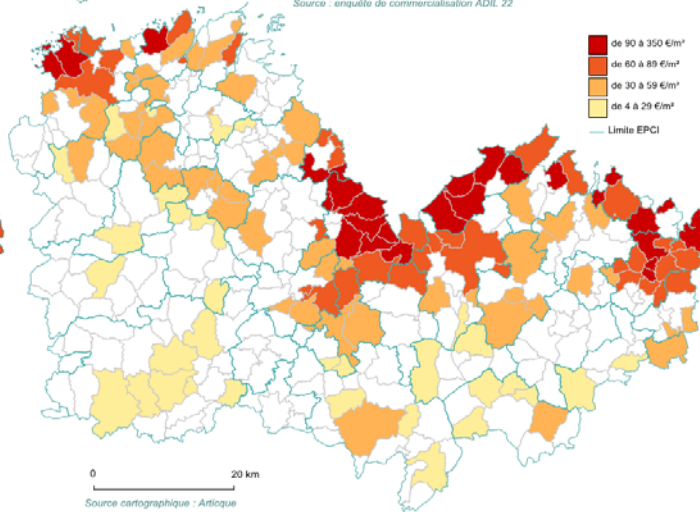 Source : enquête de commercialisation ADIL 22
de 90 à 350 €/m²
de 60 à 89 €/m²
de 30 à 59 €/m²
de 4 à 29 €/m²
Limite EPCI
0 20 km
Source cartographique : Articque